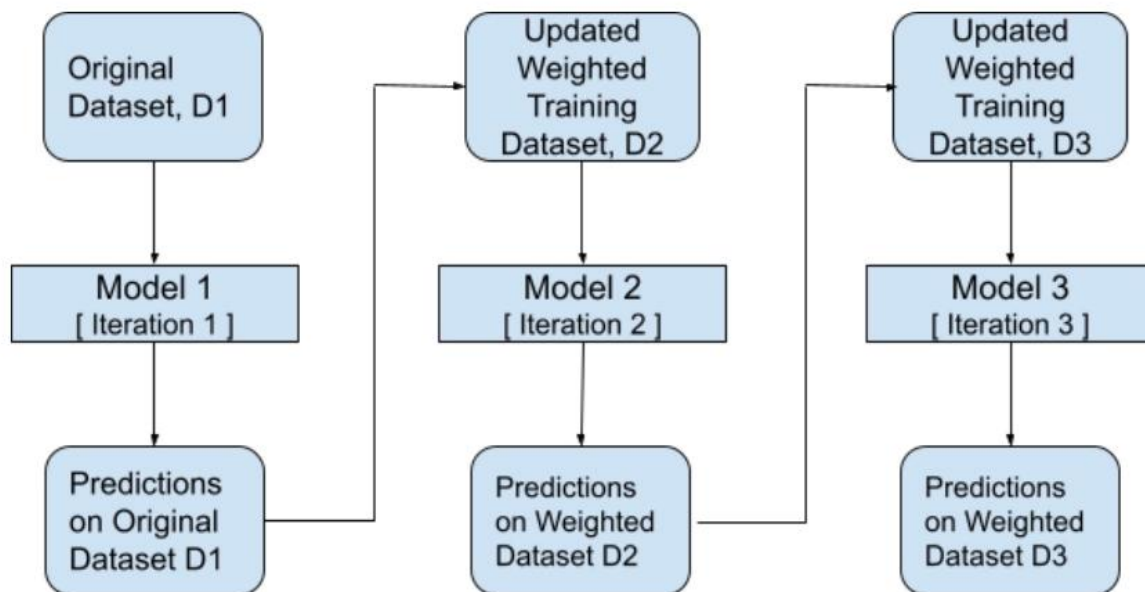 Original
Dataset, D1
Model 1
[ Iteration 1 ]
Predictions
on Original
Dataset D1
Updated
Weighted
Training
Dataset, D2
Model 2
[ Iteration 2 ]
Predictions
on Weighted
Dataset D2
Updated
Weighted
Training
Dataset, D3
Model 3
[ Iteration 3 ]
Predictions
on Weighted
Dataset D3